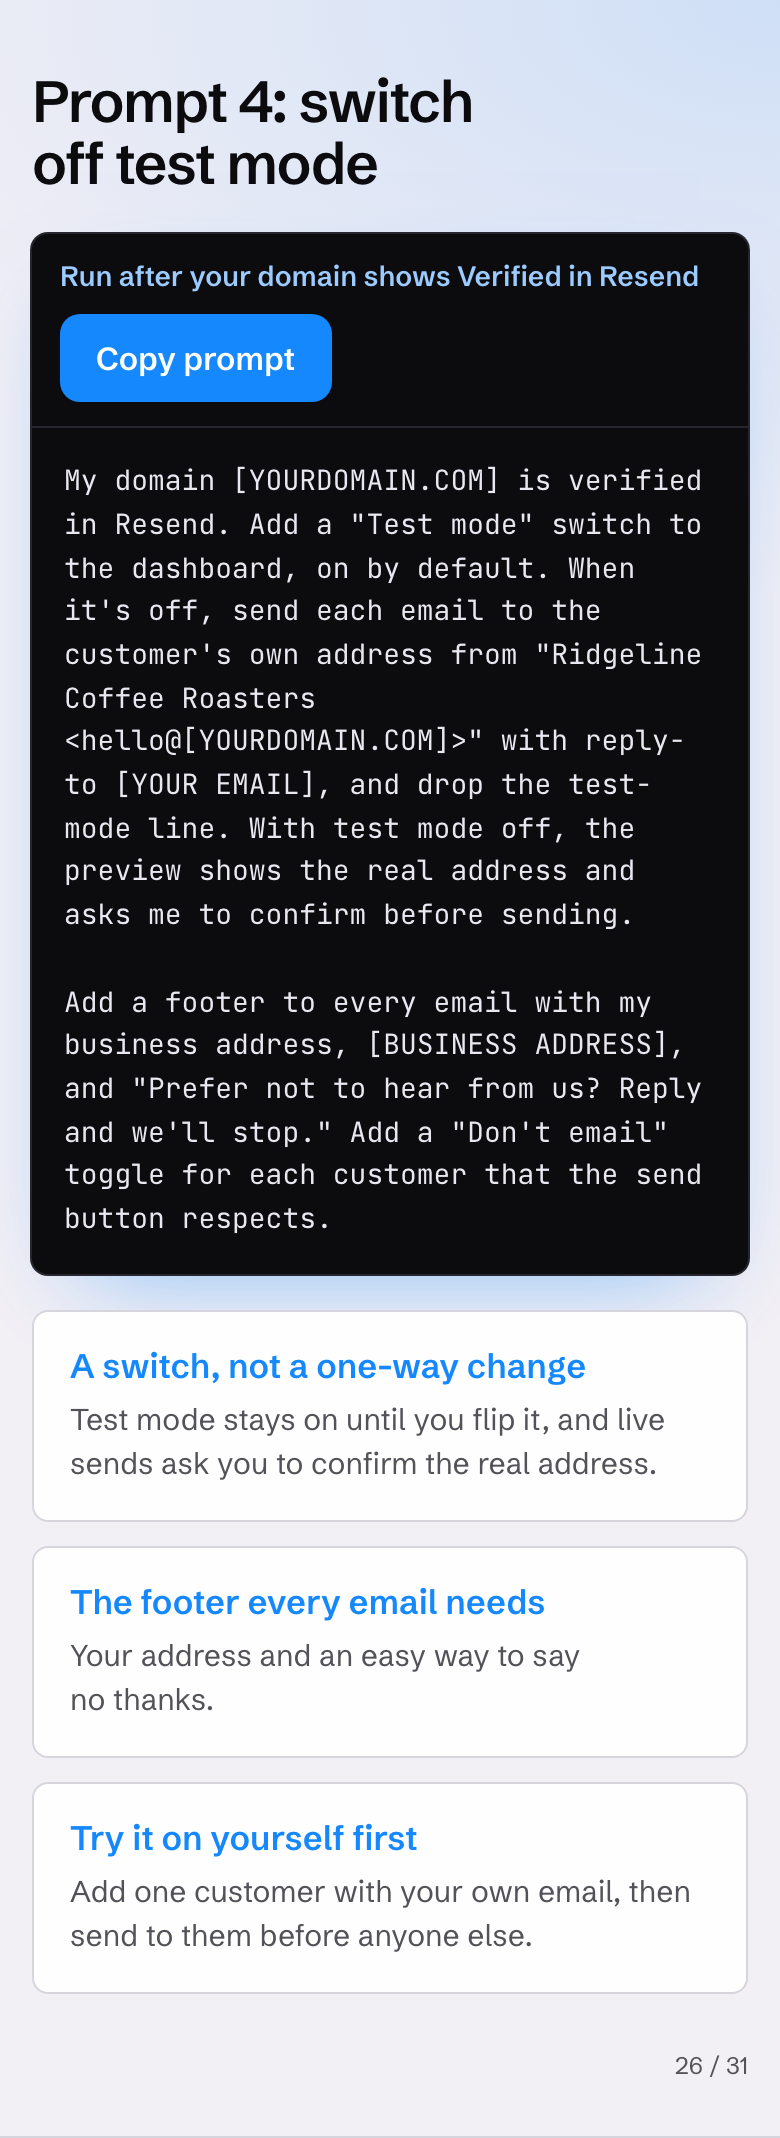 Prompt 4: switch
off test mode
Run after your domain shows Verified in Resend
Copy prompt
My domain [YOURDOMAIN.COM] is verified
in Resend. Add a "Test mode" switch to
the dashboard, on by default. When
it's off, send each email to the
customer's own address from "Ridgeline
Coffee Roasters
<hello@[YOURDOMAIN.COM]>" with reply-
to [YOUR EMAIL], and drop the test-
mode line. With test mode off, the
preview shows the real address and
asks me to confirm before sending.
Add a footer to every email with my
business address, [BUSINESS ADDRESS],
and "Prefer not to hear from us? Reply
and we'll stop." Add a "Don't email"
toggle for each customer that the send
button respects.
A switch, not a one-way change
Test mode stays on until you flip it, and live
sends ask you to confirm the real address.
The footer every email needs
Your address and an easy way to say
no thanks.
Try it on yourself first
Add one customer with your own email, then
send to them before anyone else.
26 / 31